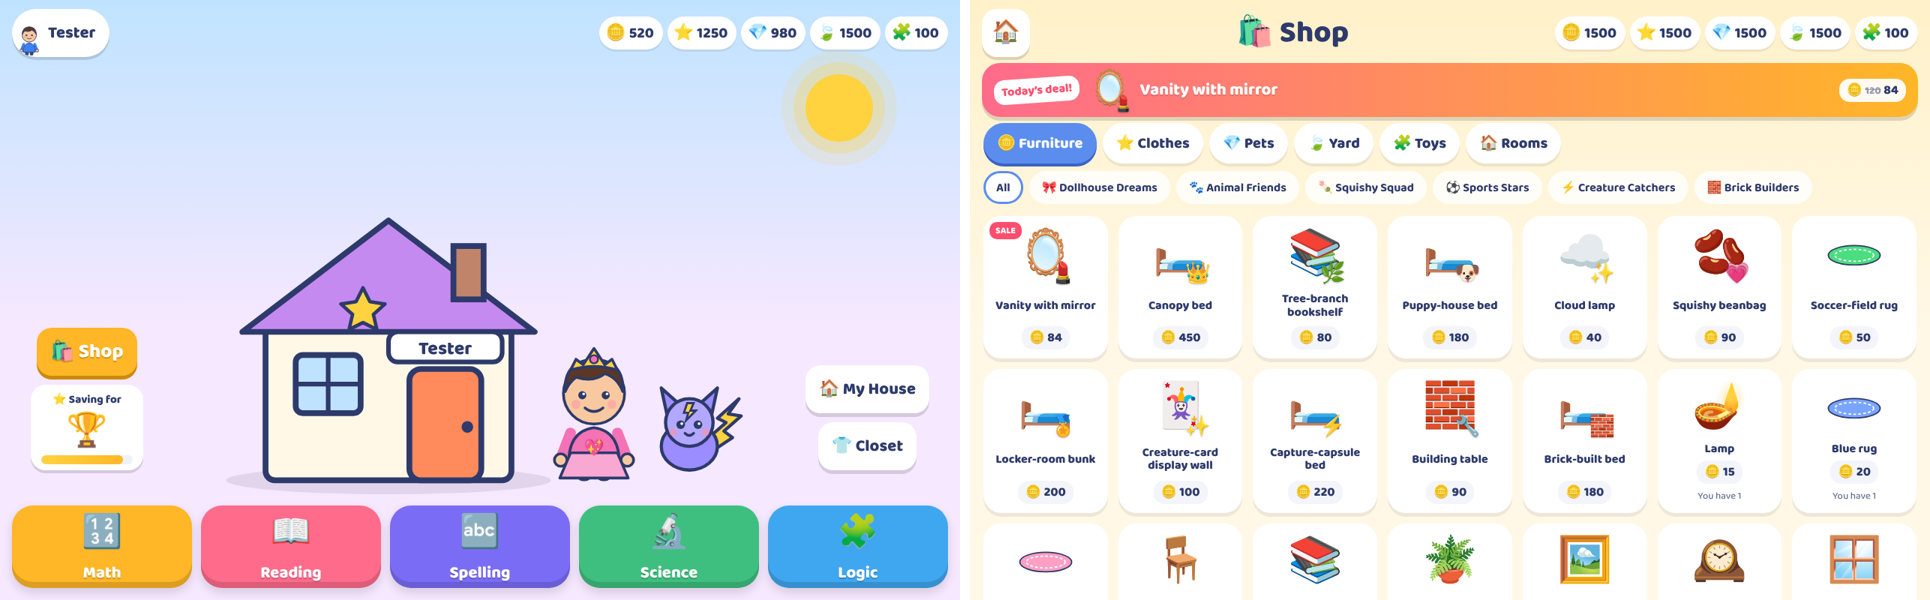 Tester
520
1250
980
1500
100
Tester
Shop
Saving for
My House
Closet
1 2
3 4
abc
Math
Reading
Spelling
Science
Logic
Shop
1500
1500
1500
1500
100
Today's deal!
Vanity with mirror
120 84
Furniture
Clothes
Pets
Yard
Toys
Rooms
All
Dollhouse Dreams
Animal Friends
Squishy Squad
Sports Stars
Creature Catchers
Brick Builders
SALE
Vanity with mirror
84
Canopy bed
450
Tree-branch
bookshelf
80
Puppy-house bed
180
Cloud lamp
40
Squishy beanbag
90
Soccer-field rug
50
Locker-room bunk
200
Creature-card
display wall
100
Capture-capsule
bed
220
Building table
90
Brick-built bed
180
Lamp
15
You have 1
Blue rug
20
You have 1